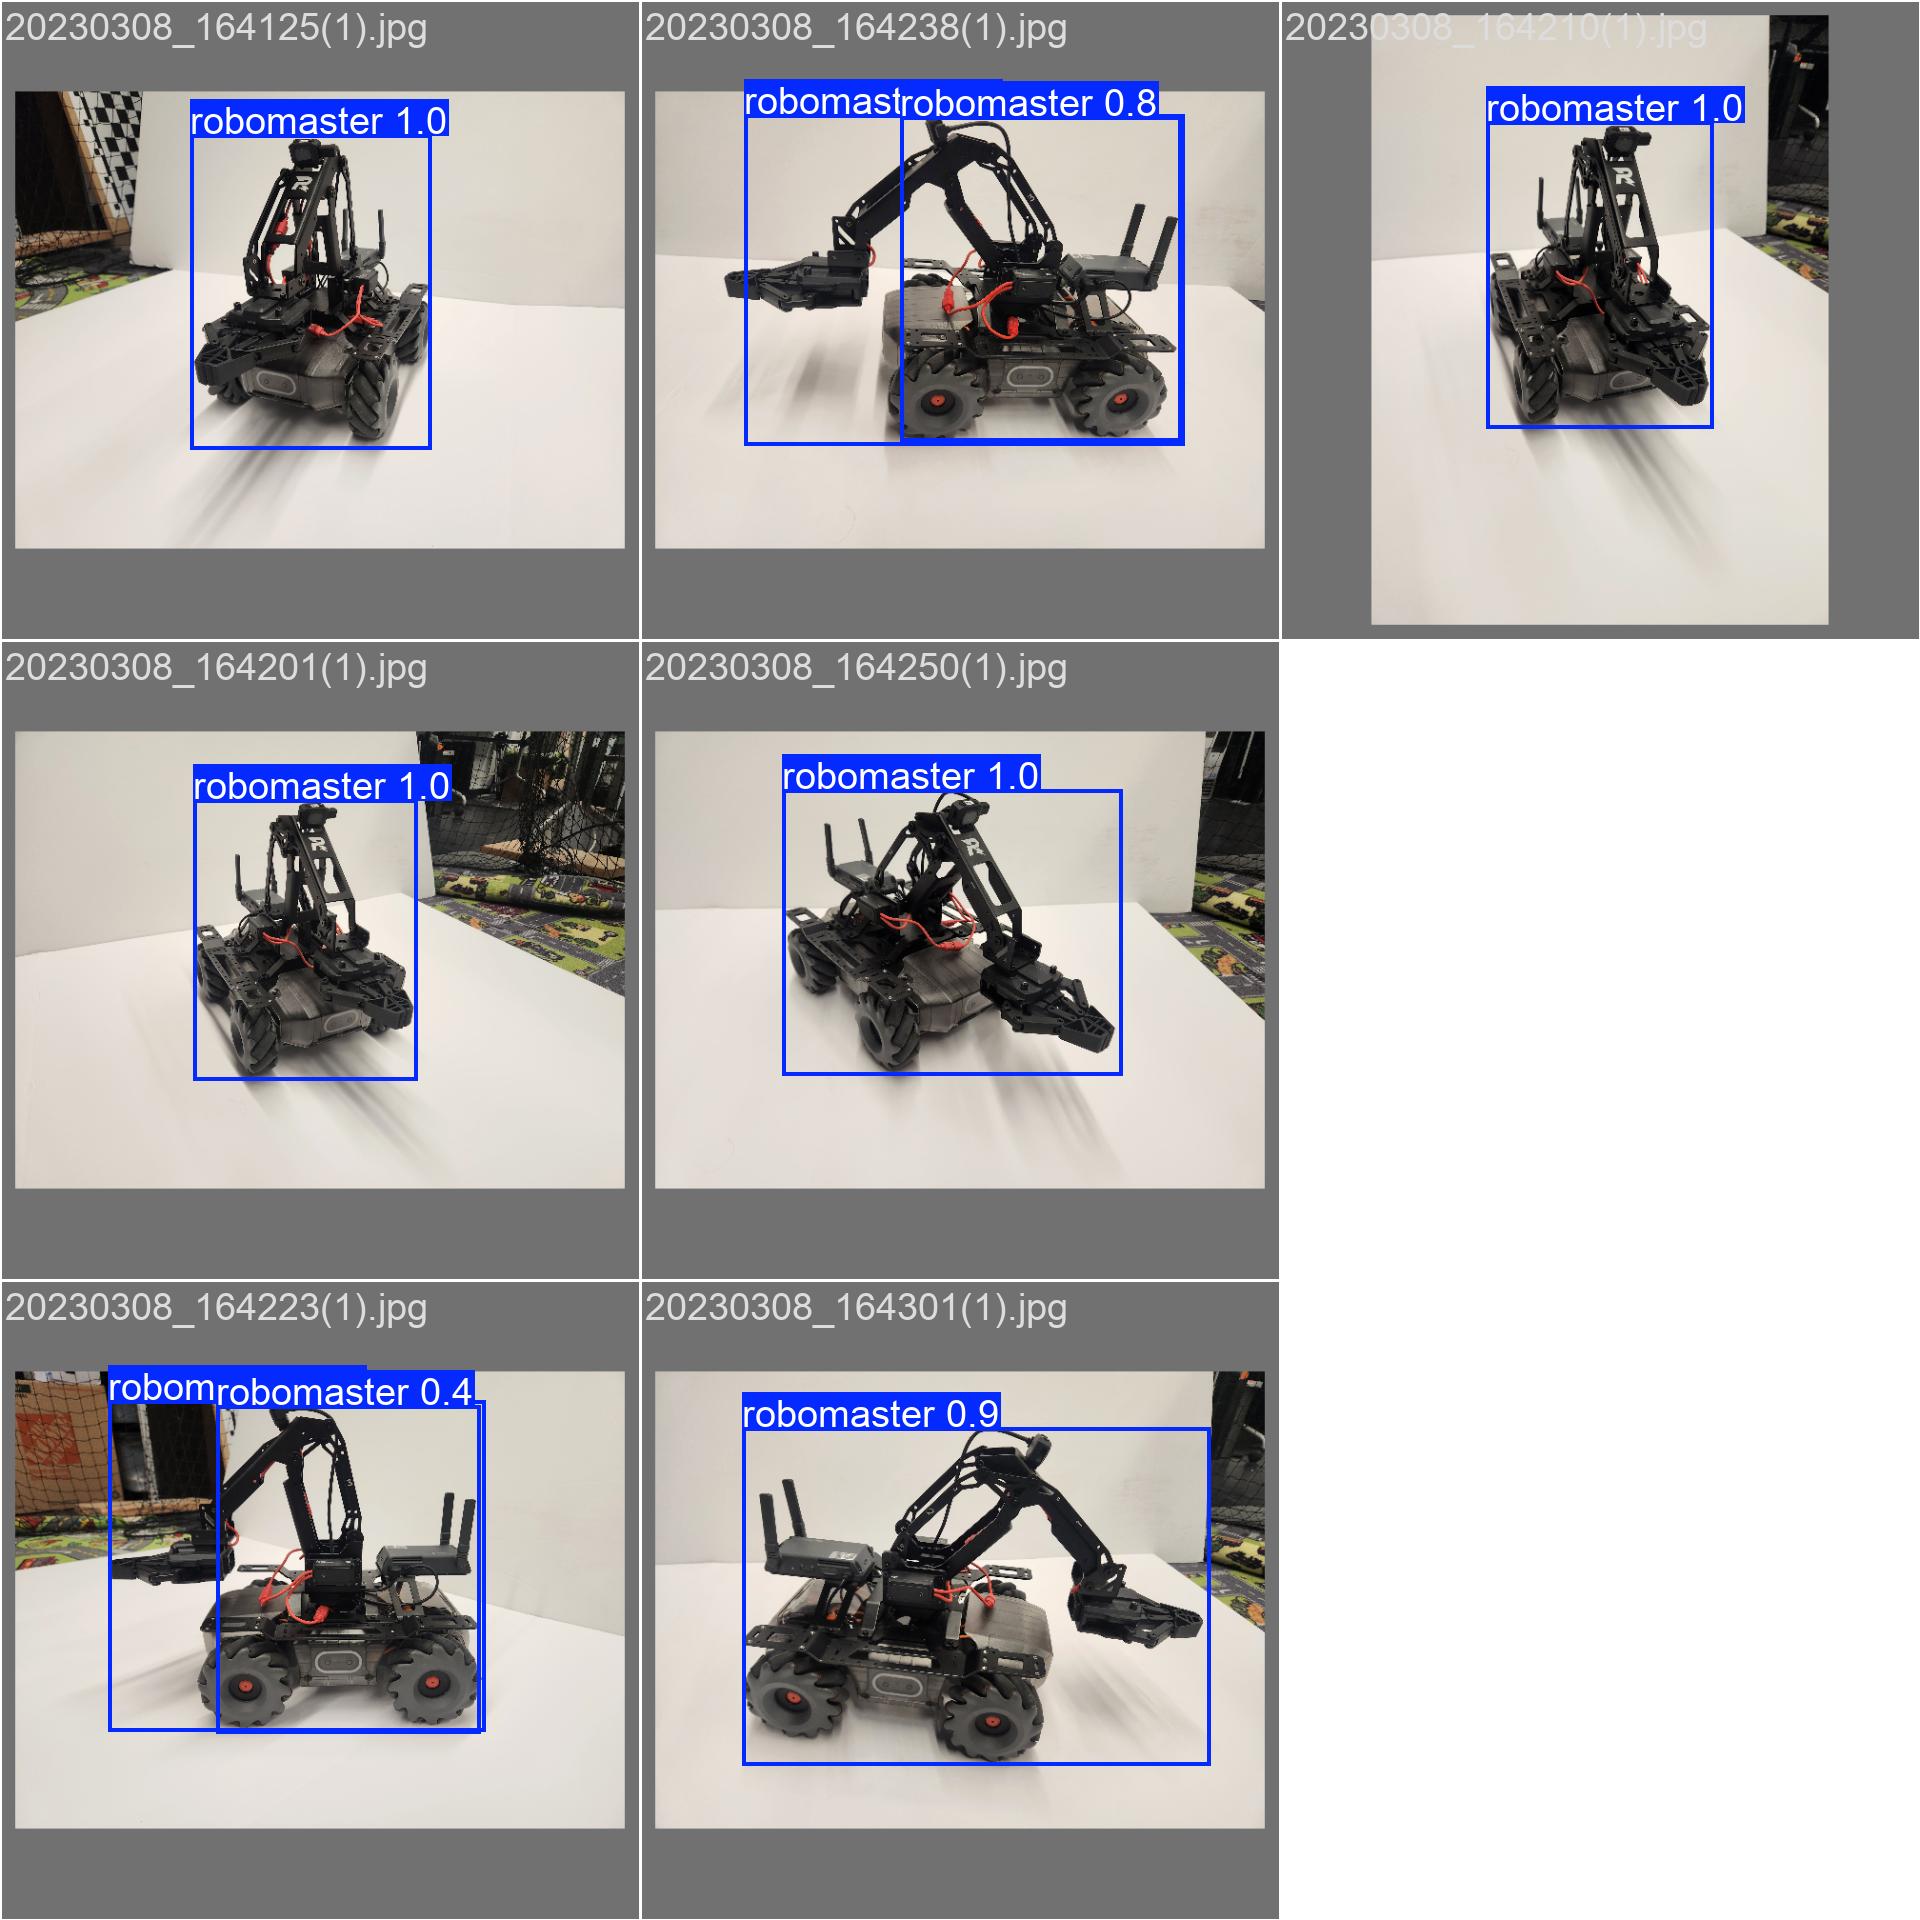 20230308_164125(1).jpg
robomaster 1.0
20230308_164238(1).jpg
robomast
robomaster 0.8
20230308_164210(1).jpg
robomaster 1.0
20230308_164201(1).jpg
robomaster 1.0
20230308_164250(1).jpg
robomaster 1.0
20230308_164223(1).jpg
robom
robomaster 0.4
20230308_164301(1).jpg
robomaster 0.9